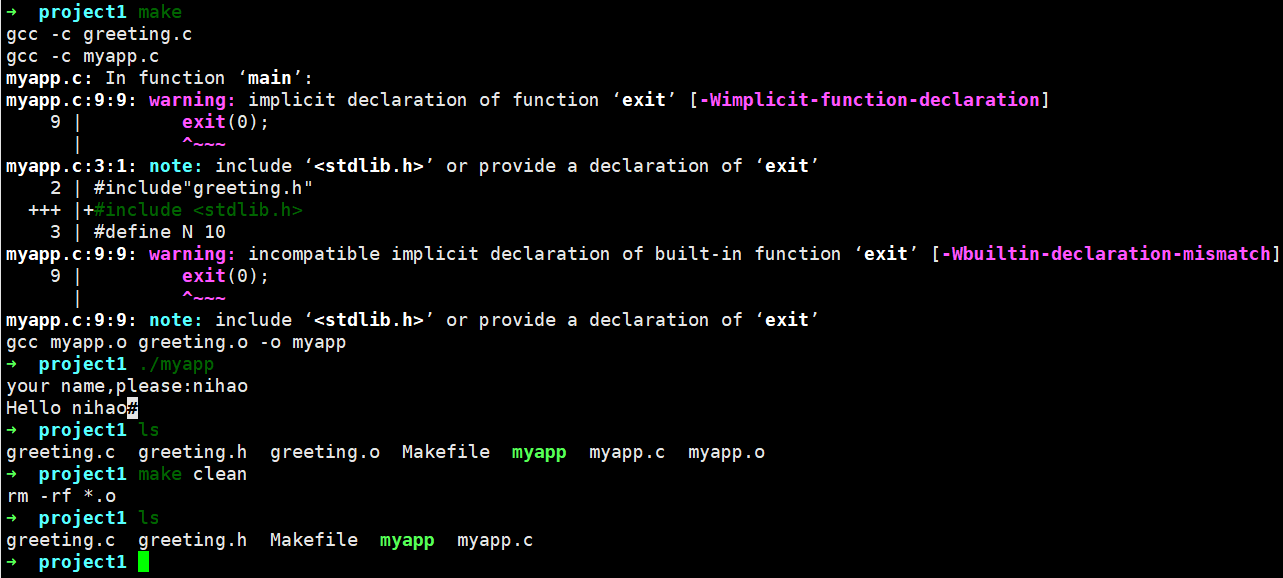 →  project1 make
gcc -c greeting.c
gcc -c myapp.c
myapp.c: In function ‘main’:
myapp.c:9:9: warning: implicit declaration of function ‘exit’ [-Wimplicit-function-declaration]
    9 |         exit(0);
      |         ^~~~
myapp.c:3:1: note: include ‘<stdlib.h>’ or provide a declaration of ‘exit’
    2 | #include"greeting.h"
  +++ |+#include <stdlib.h>
    3 | #define N 10
myapp.c:9:9: warning: incompatible implicit declaration of built-in function ‘exit’ [-Wbuiltin-declaration-mismatch]
    9 |         exit(0);
      |         ^~~~
myapp.c:9:9: note: include ‘<stdlib.h>’ or provide a declaration of ‘exit’
gcc myapp.o greeting.o -o myapp
→  project1 ./myapp
your name,please:nihao
Hello nihao#
→  project1 ls
greeting.c  greeting.h  greeting.o  Makefile  myapp  myapp.c  myapp.o
→  project1 make clean
rm -rf *.o
→  project1 ls
greeting.c  greeting.h  Makefile  myapp  myapp.c
→  project1